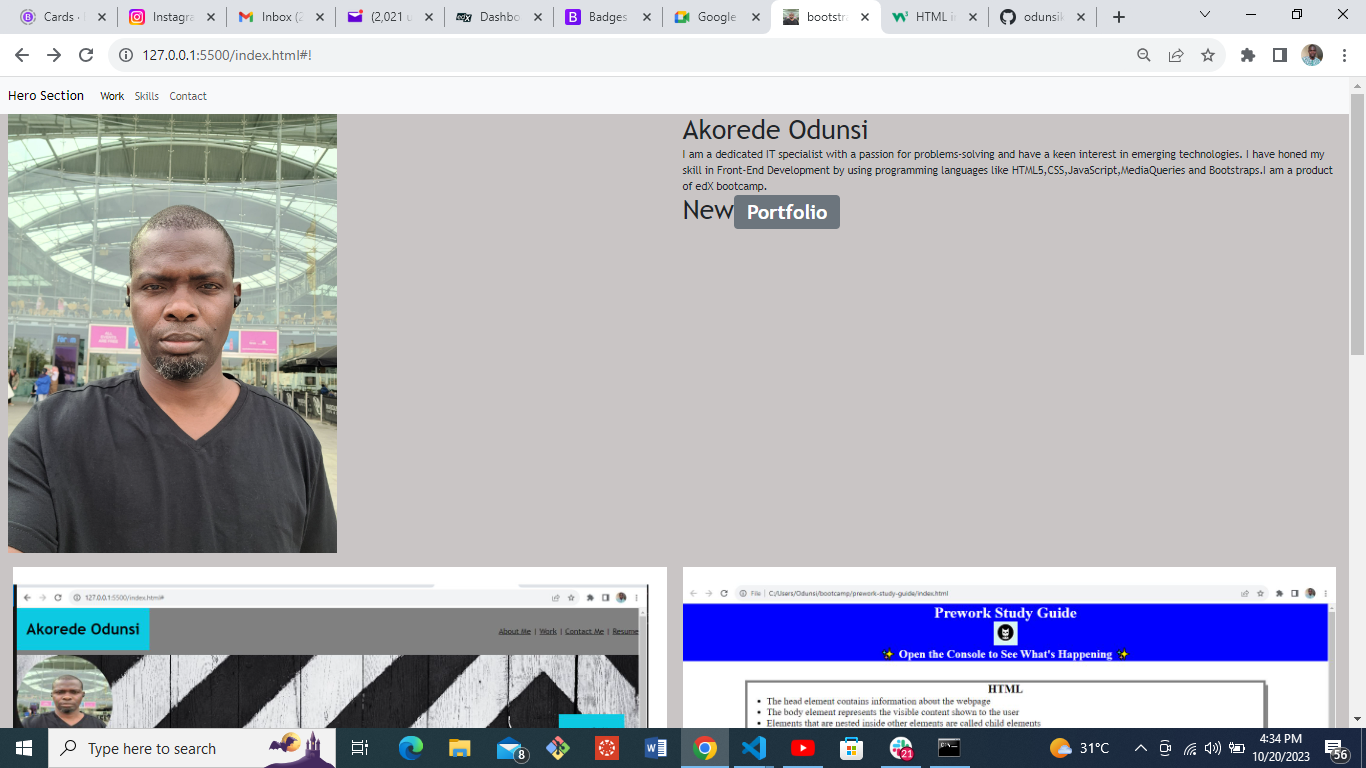 Cards ·
Instagra
Inbox (2
(2,021 u
Dashbo
Badges
Google
bootstra
HTML in
odunsik
127.0.0.1:5500/index.html#!
Hero Section Work Skills Contact
Akorede Odunsi
I am a dedicated IT specialist with a passion for problems-solving and have a keen interest in emerging technologies. I have honed my
skill in Front-End Development by using programming languages like HTML5,CSS,JavaScript,MediaQueries and Bootstraps.I am a product
of edX bootcamp.
New Portfolio
127.0.0.1:5500/index.html#
Akorede Odunsi
About Me | Work | Contact Me | Resume
File | C:/Users/Odunsi/bootcamp/prework-study-guide/index.html
Prework Study Guide
✨ Open the Console to See What's Happening ✨
HTML
• The head element contains information about the webpage
• The body element represents the visible content shown to the user
• Elements that are nested inside other elements are called child elements
Type here to search
8
21
31°C
4:34 PM
10/20/2023
56